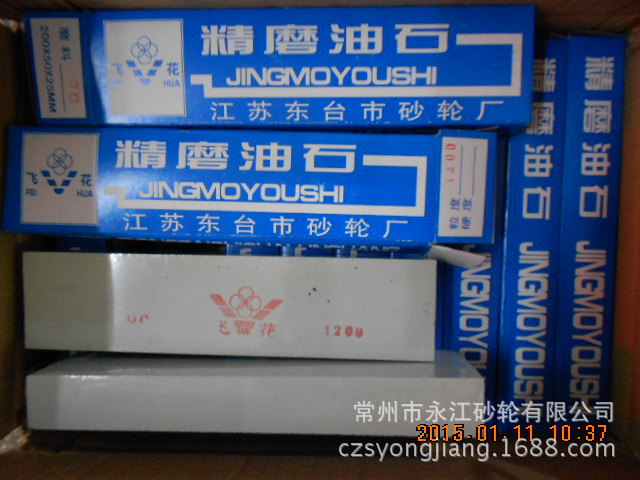 200X50X25MM
飞
花
HUA
精磨油石
JINGMOYOUSHI
江苏东台市砂轮厂
花
HUA
精磨油石
JINGMOYOUSHI
江苏东台市砂轮厂
粒度
硬度
1200
飞翼花
1200
精磨油石
JINGMOYOUSHI
精磨油石
JINGMOYOUSHI
JINGMOYOU
常州市永江砂轮有限公司
2015.01.11 10:37
czsyongjiang.1688.com